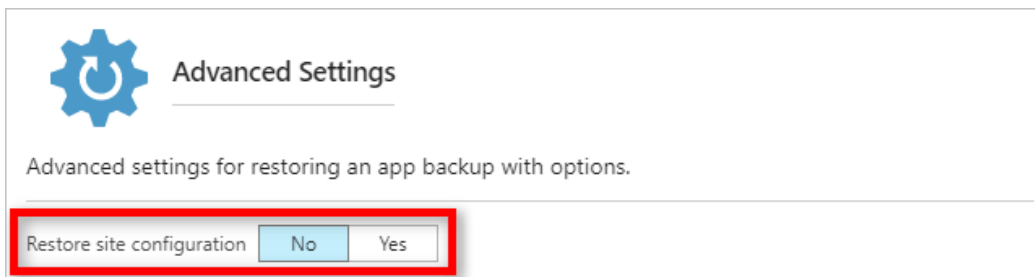 Advanced Settings
Advanced settings for restoring an app backup with options.
Restore site configuration No Yes